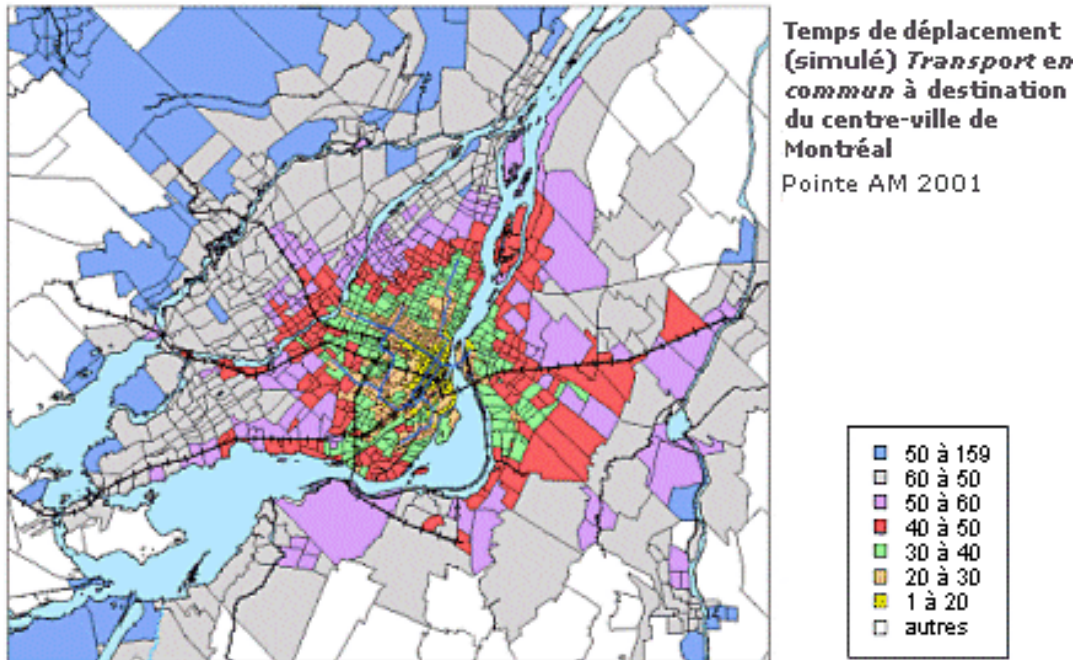 Temps de déplacement
(simulé) Transport en
commun à destination
du centre-ville de
Montréal
Pointe AM 2001
50 à 159
60 à 50
50 à 60
40 à 50
30 à 40
20 à 30
1 à 20
autres